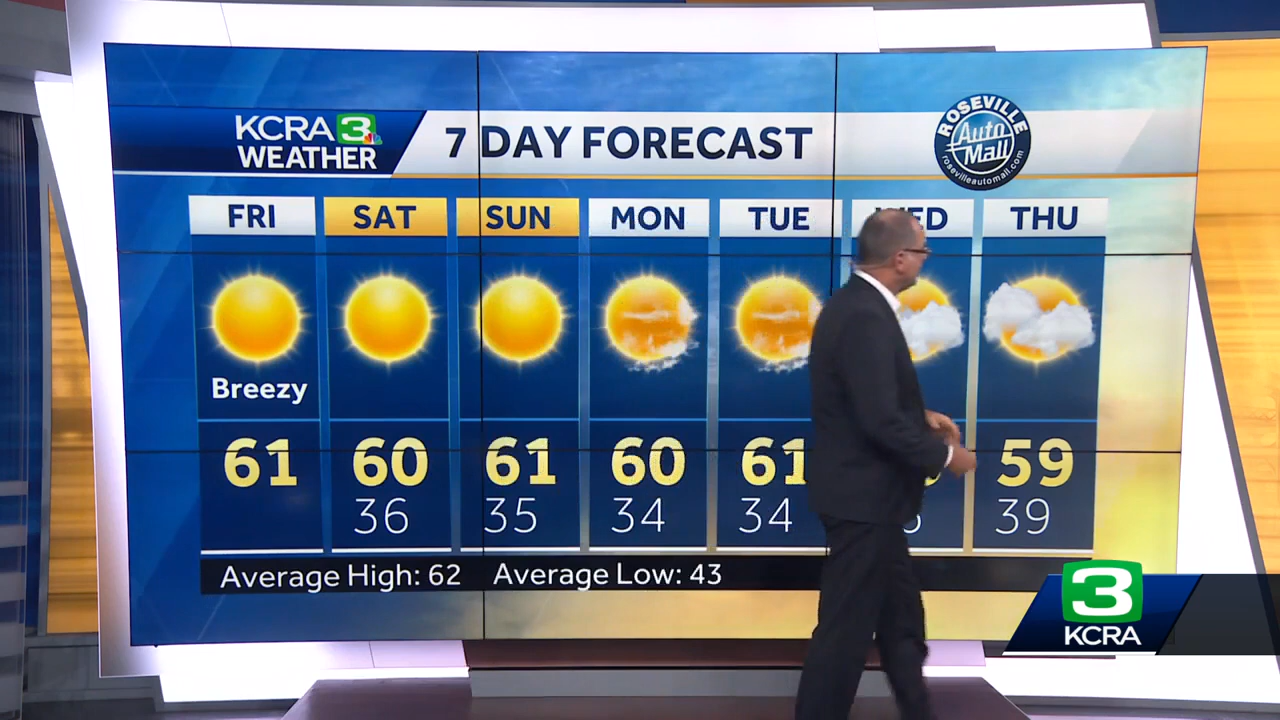 KCRA 3
WEATHER
7 DAY FORECAST
ROSEVILLE
Auto
Mall
rosevilleautomall.com
FRI SAT SUN MON TUE THU
Breezy
61 60 61 60 61 59
36 35 34 34 39
Average High: 62 Average Low: 43
3
KCRA